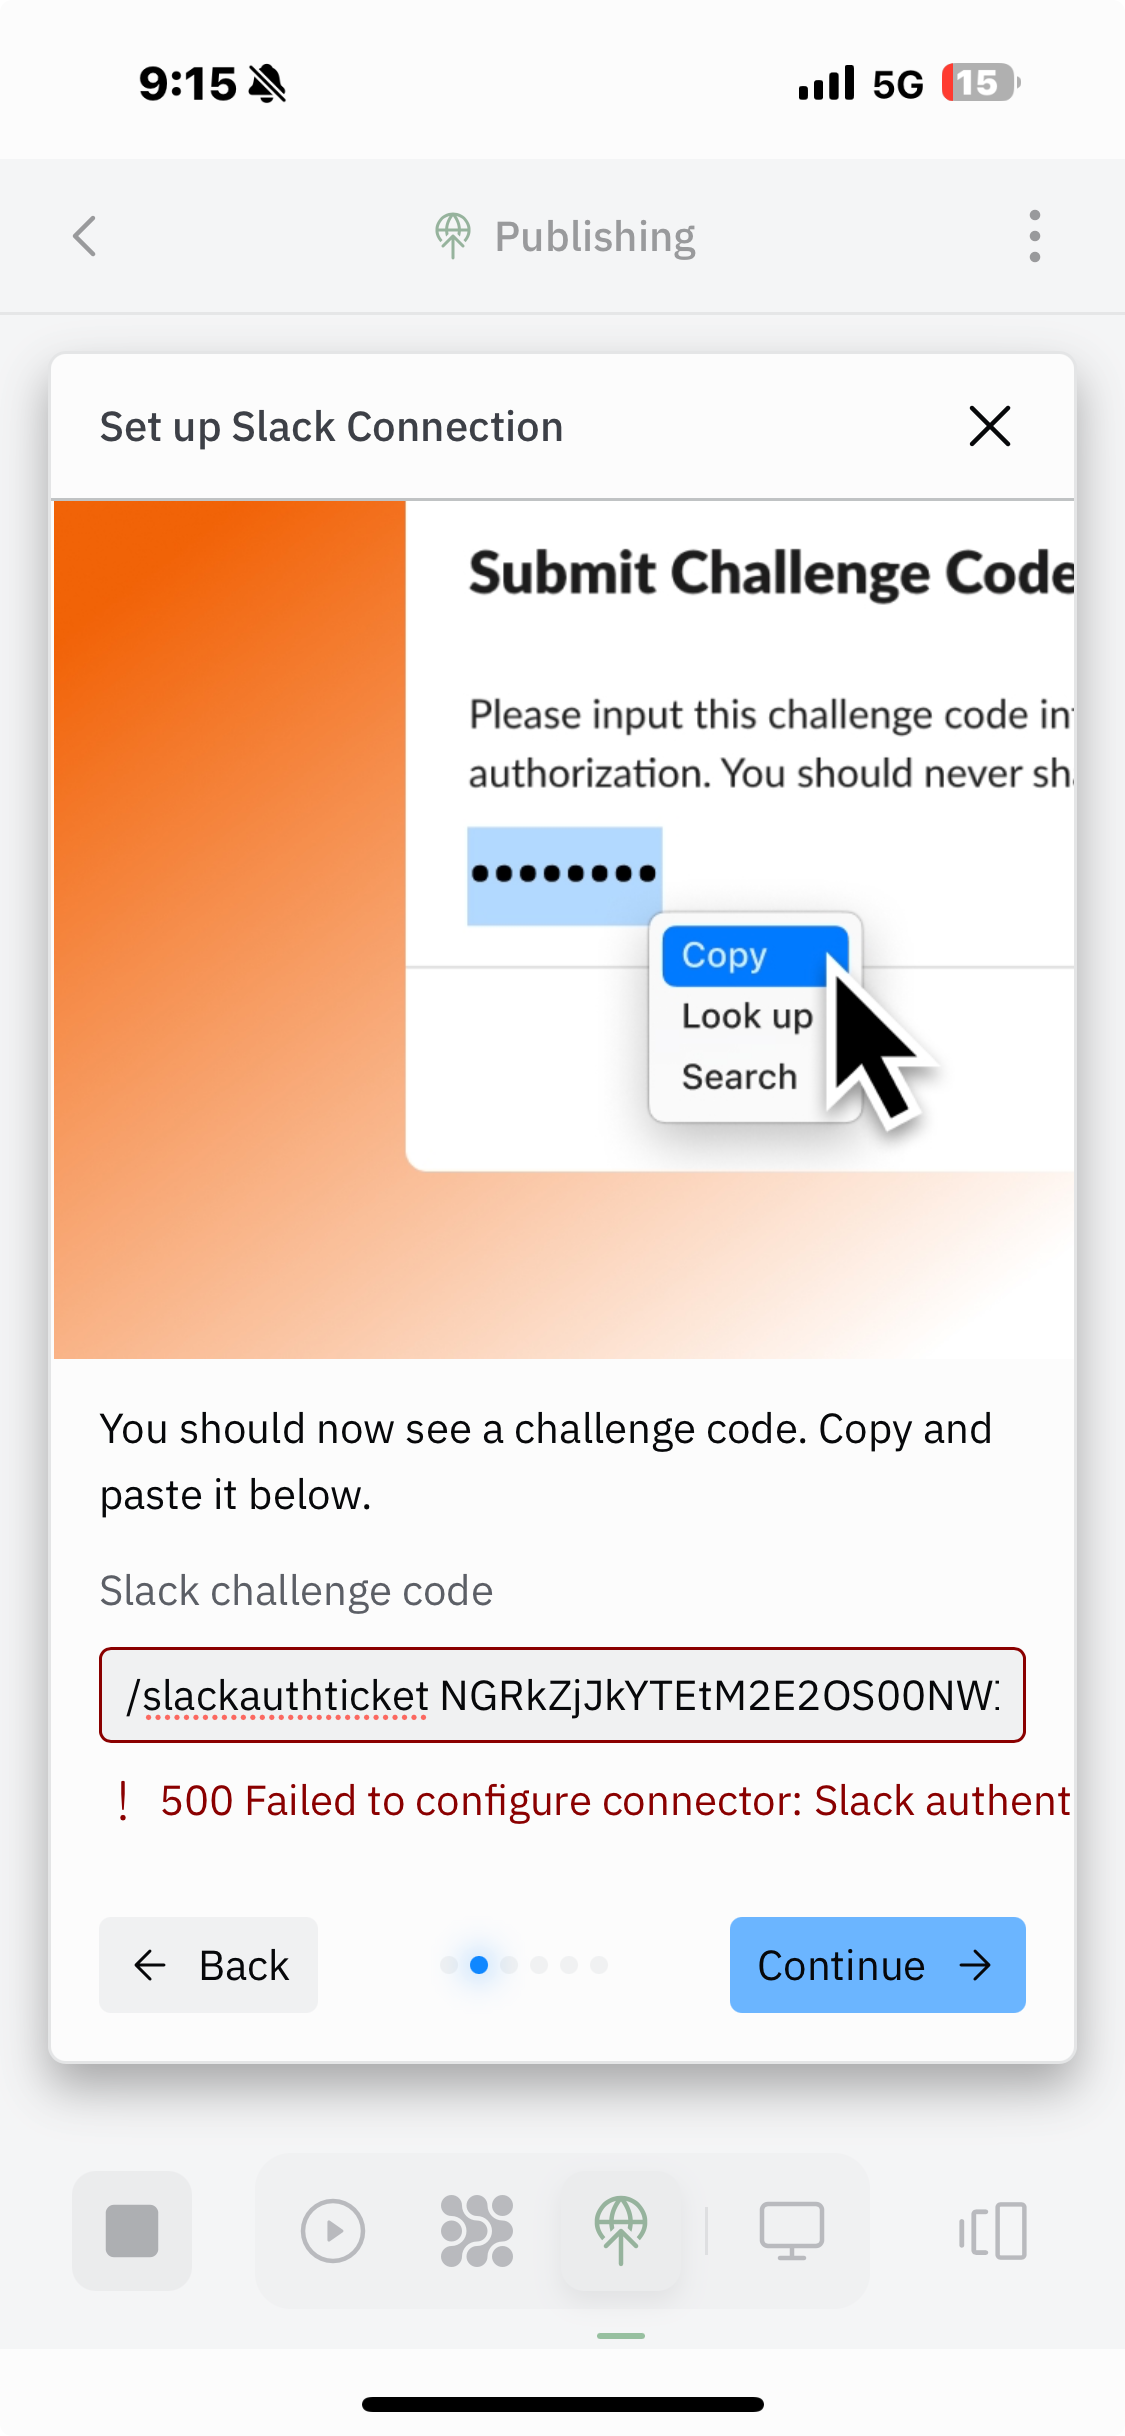 9:15
5G 15
Publishing
Set up Slack Connection
Submit Challenge Code
Please input this challenge code in
authorization. You should never sh
••••••••
Copy
Look up
Search
You should now see a challenge code. Copy and
paste it below.
Slack challenge code
/slackauthticket NGRkZjJkYTEtM2E2OS00NW
! 500 Failed to configure connector: Slack authent
Back
Continue